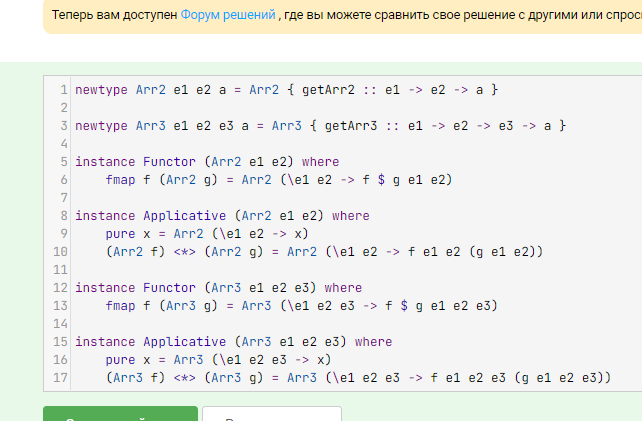 Теперь вам доступен Форум решений , где вы можете сравнить свое решение с другими или
1 newtype Arr2 e1 e2 a = Arr2 { getArr2 :: e1 -> e2 -> a }
2
3 newtype Arr3 e1 e2 e3 a = Arr3 { getArr3 :: e1 -> e2 -> e3 -> a }
4
5 instance Functor (Arr2 e1 e2) where
6     fmap f (Arr2 g) = Arr2 (\e1 e2 -> f $ g e1 e2)
7
8 instance Applicative (Arr2 e1 e2) where
9     pure x = Arr2 (\e1 e2 -> x)
10     (Arr2 f) <*> (Arr2 g) = Arr2 (\e1 e2 -> f e1 e2 (g e1 e2))
11
12 instance Functor (Arr3 e1 e2 e3) where
13     fmap f (Arr3 g) = Arr3 (\e1 e2 e3 -> f $ g e1 e2 e3)
14
15 instance Applicative (Arr3 e1 e2 e3) where
16     pure x = Arr3 (\e1 e2 e3 -> x)
17     (Arr3 f) <*> (Arr3 g) = Arr3 (\e1 e2 e3 -> f e1 e2 e3 (g e1 e2 e3))